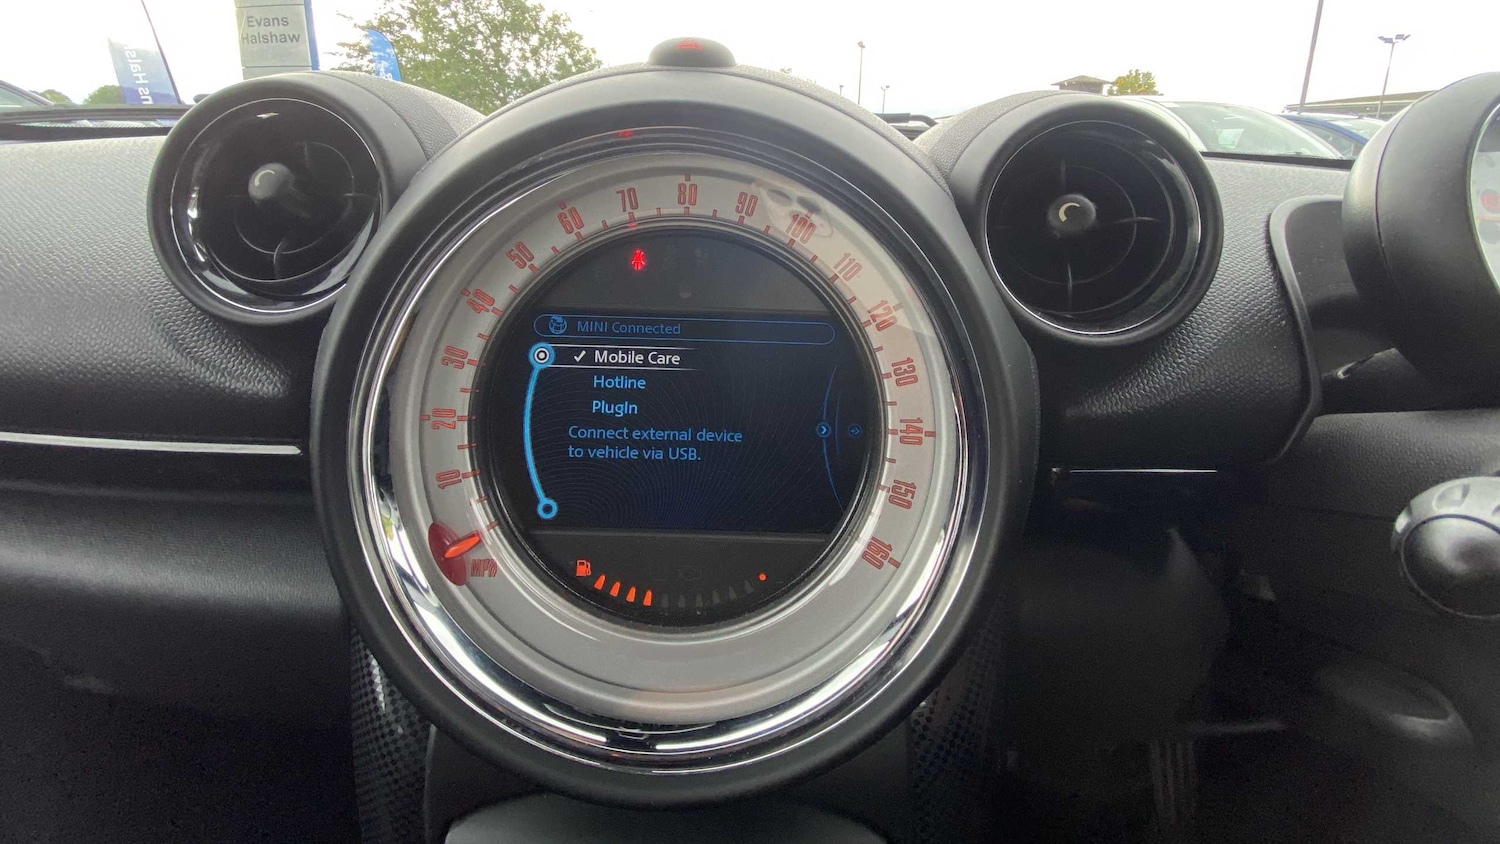 Evans
Halshaw
10
20
30
40
50
60
70
80
90
100
110
120
130
140
150
160
MPH
MINI Connected
✓ Mobile Care
Hotline
PlugIn
Connect external device
to vehicle via USB.